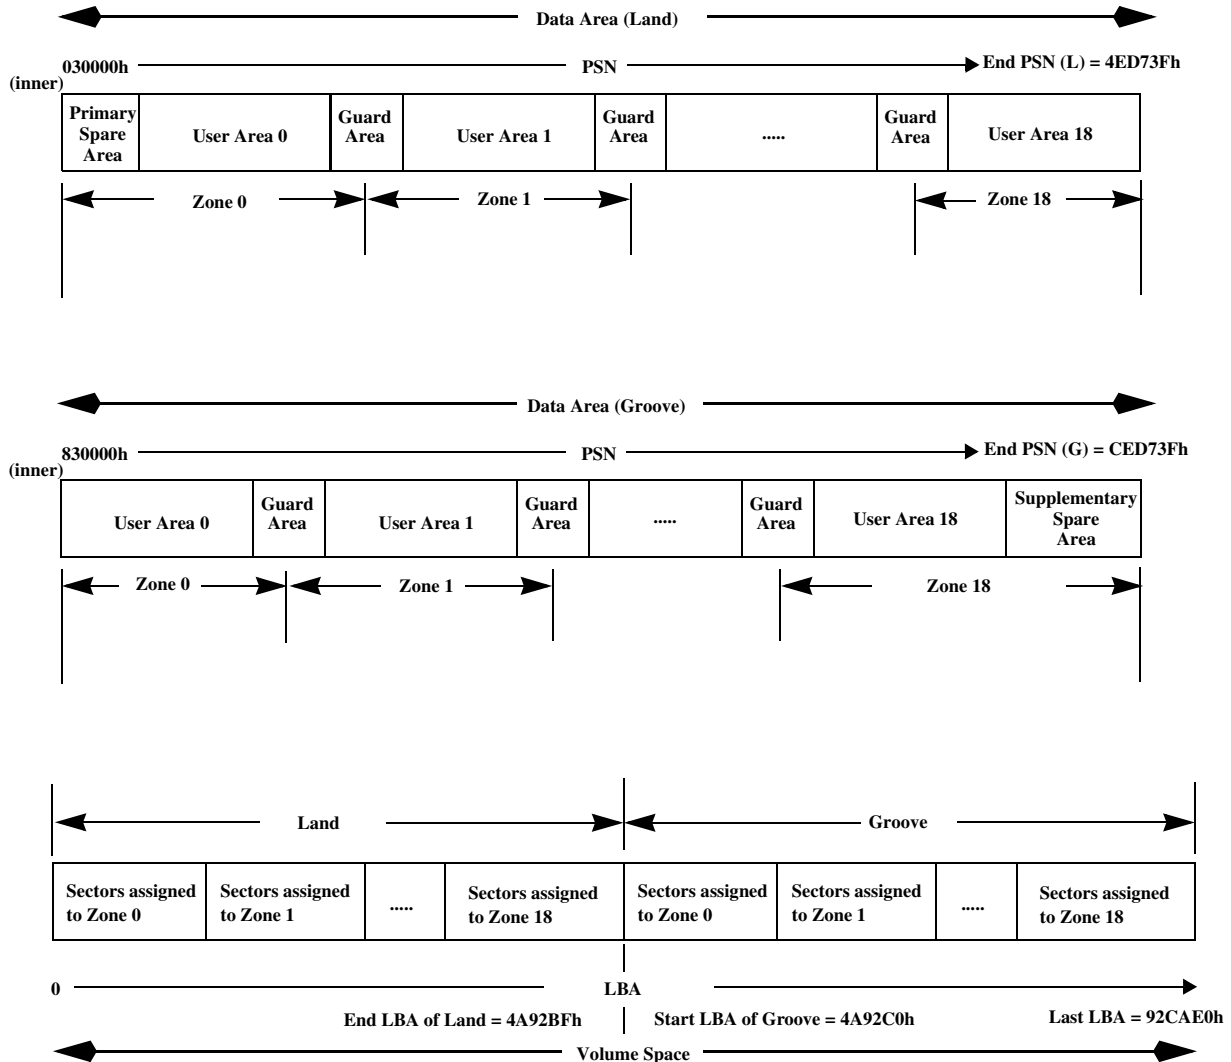 Data Area (Land)
030000h
PSN
End PSN (L) = 4ED73Fh
(inner)
Primary
Spare
Area
User Area 0
Guard
Area
User Area 1
Guard
Area
.....
Guard
Area
User Area 18
Zone 0
Zone 1
Zone 18
Data Area (Groove)
830000h
PSN
End PSN (G) = CED73Fh
(inner)
User Area 0
Guard
Area
User Area 1
Guard
Area
.....
Guard
Area
User Area 18
Supplementary
Spare
Area
Zone 0
Zone 1
Zone 18
Land
Groove
Sectors assigned
to Zone 0
Sectors assigned
to Zone 1
.....
Sectors assigned
to Zone 18
Sectors assigned
to Zone 0
Sectors assigned
to Zone 1
.....
Sectors assigned
to Zone 18
0
LBA
End LBA of Land = 4A92BFh
Start LBA of Groove = 4A92C0h
Last LBA = 92CAE0h
Volume Space